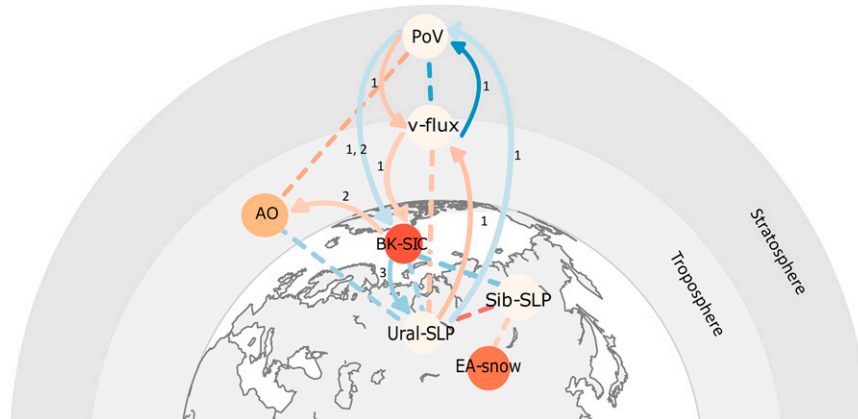 PoV
1
1
v-flux
1, 2
1
1
2
AO
1
BK-SIC
3
Sib-SLP
Ural-SLP
EA-snow
Stratosphere
Troposphere